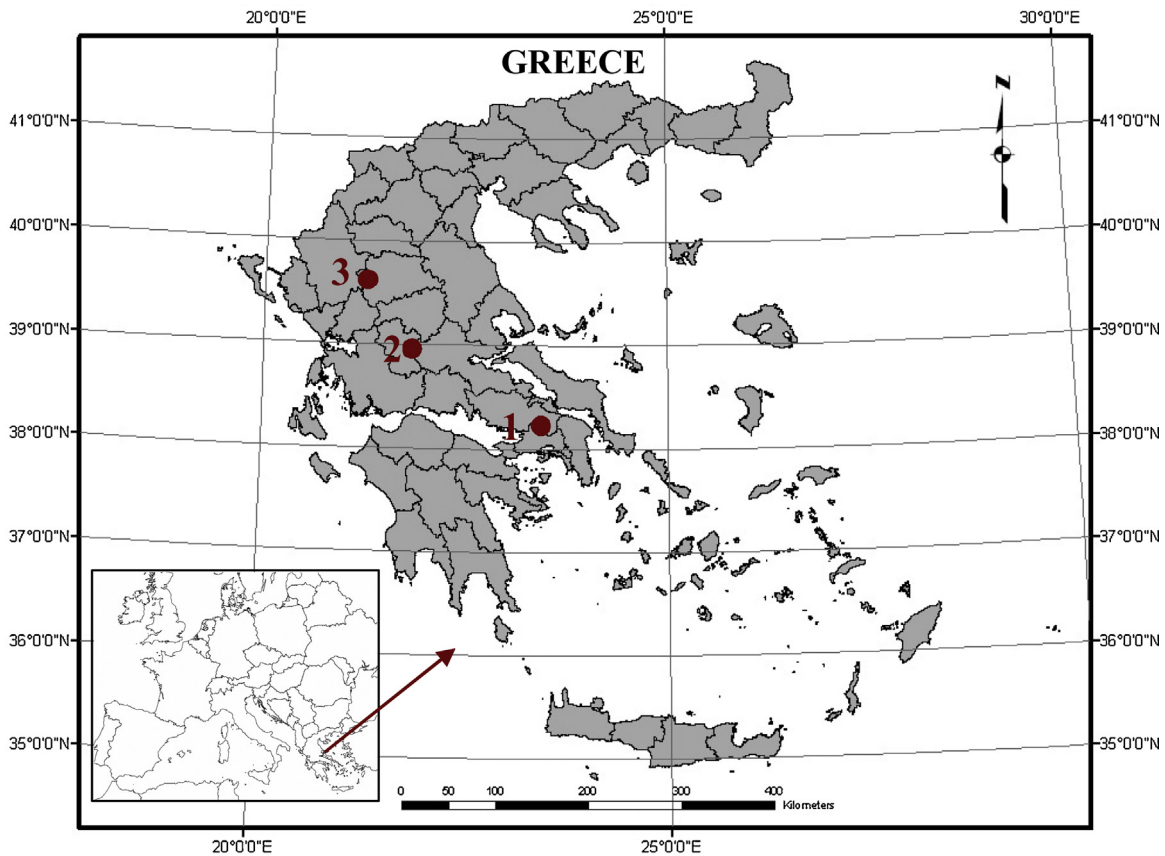 20°0'0"E 25°0'0"E 30°0'0"E
GREECE
N
41°0'0"N 41°0'0"N
40°0'0"N 40°0'0"N
3
39°0'0"N 39°0'0"N
2
1
38°0'0"N 38°0'0"N
37°0'0"N 37°0'0"N
36°0'0"N 36°0'0"N
35°0'0"N 35°0'0"N
0 50 100 200 300 400
Kilometers
20°0'0"E 25°0'0"E